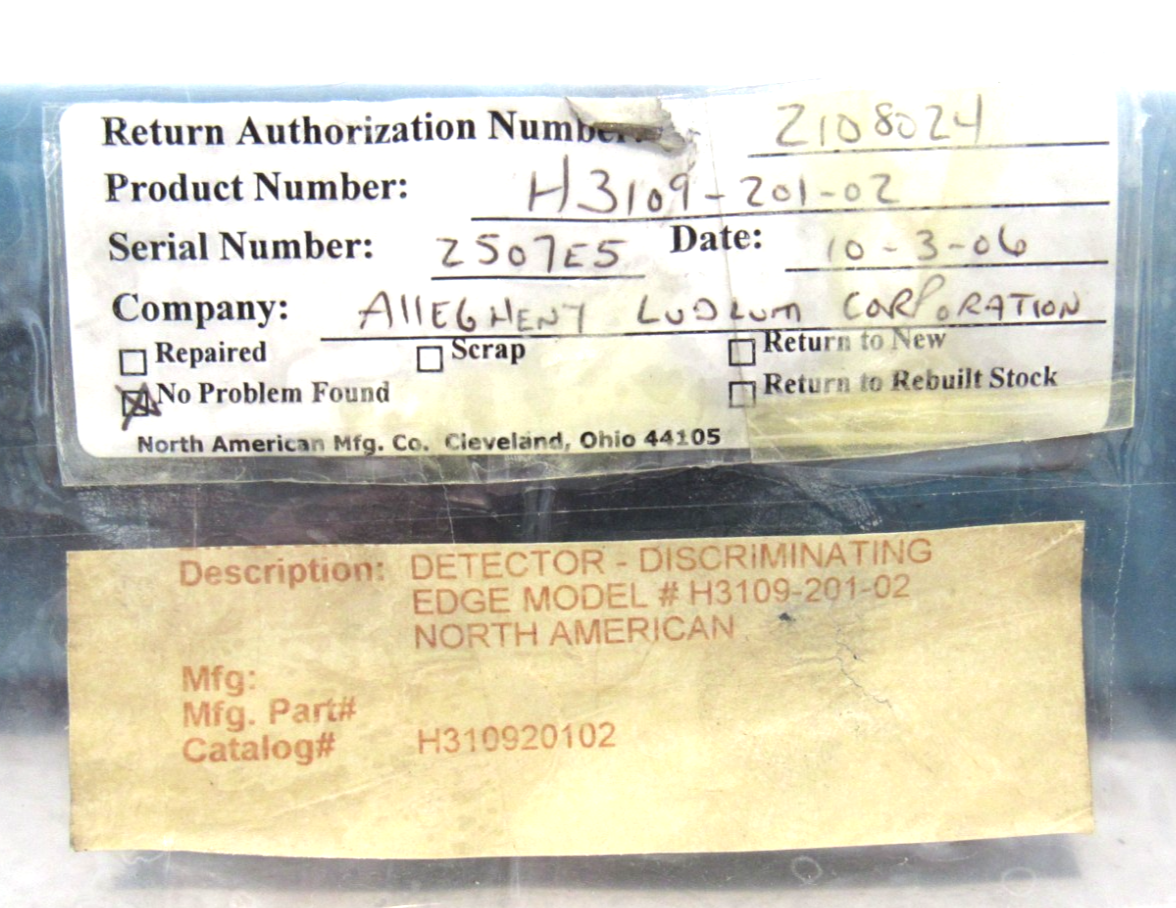 Return Authorization Number: 2108024
Product Number: H3109-201-02
Serial Number: 2507E5 Date: 10-3-06
Company: AllEGHENY LUDLUM CORPORATION
Repaired Scrap Return to New
No Problem Found Return to Rebuilt Stock
North American Mfg. Co. Cleveland, Ohio 44105
Description: DETECTOR - DISCRIMINATING
EDGE MODEL # H3109-201-02
NORTH AMERICAN
Mfg:
Mfg. Part#
Catalog# H310920102